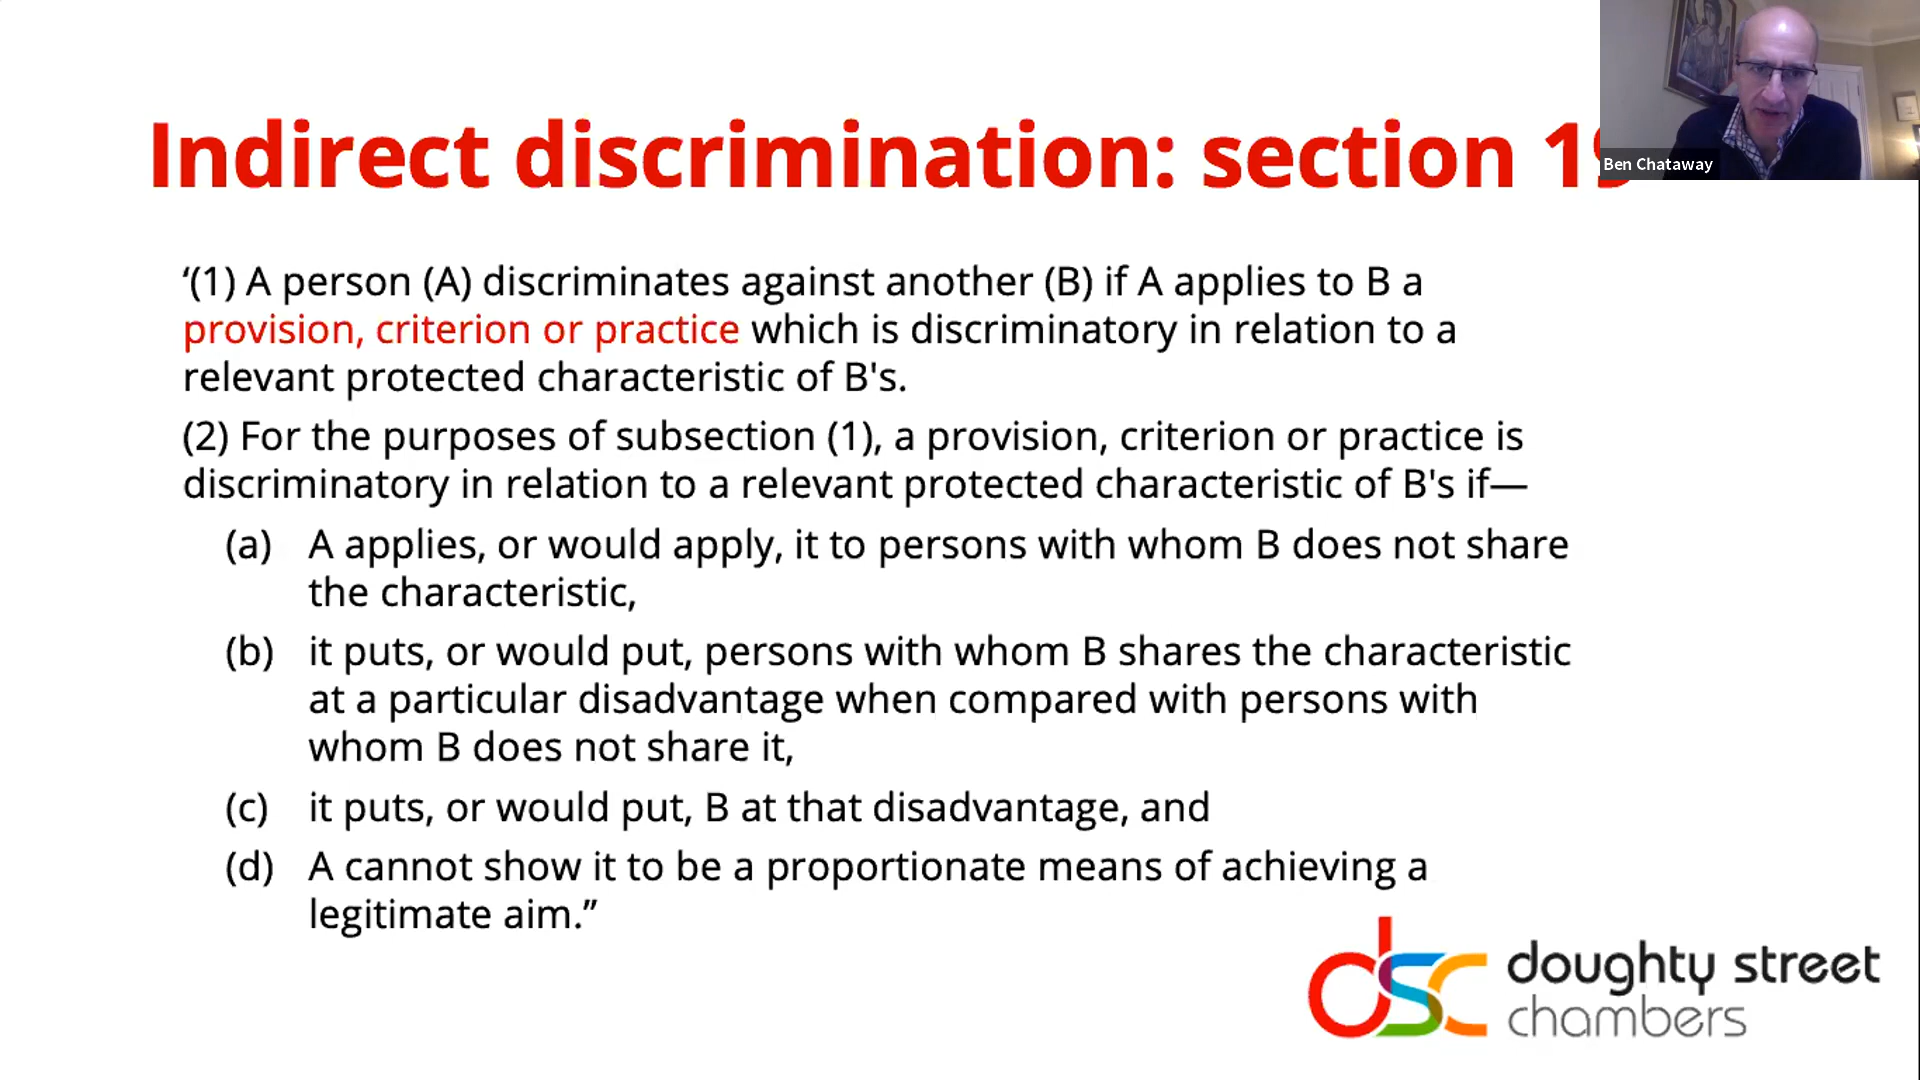 Indirect discrimination: section 19
Ben Chataway
‘(1) A person (A) discriminates against another (B) if A applies to B a
provision, criterion or practice which is discriminatory in relation to a
relevant protected characteristic of B's.
(2) For the purposes of subsection (1), a provision, criterion or practice is
discriminatory in relation to a relevant protected characteristic of B's if—
(a) A applies, or would apply, it to persons with whom B does not share
the characteristic,
(b) it puts, or would put, persons with whom B shares the characteristic
at a particular disadvantage when compared with persons with
whom B does not share it,
(c) it puts, or would put, B at that disadvantage, and
(d) A cannot show it to be a proportionate means of achieving a
legitimate aim.”
dsc doughty street
chambers